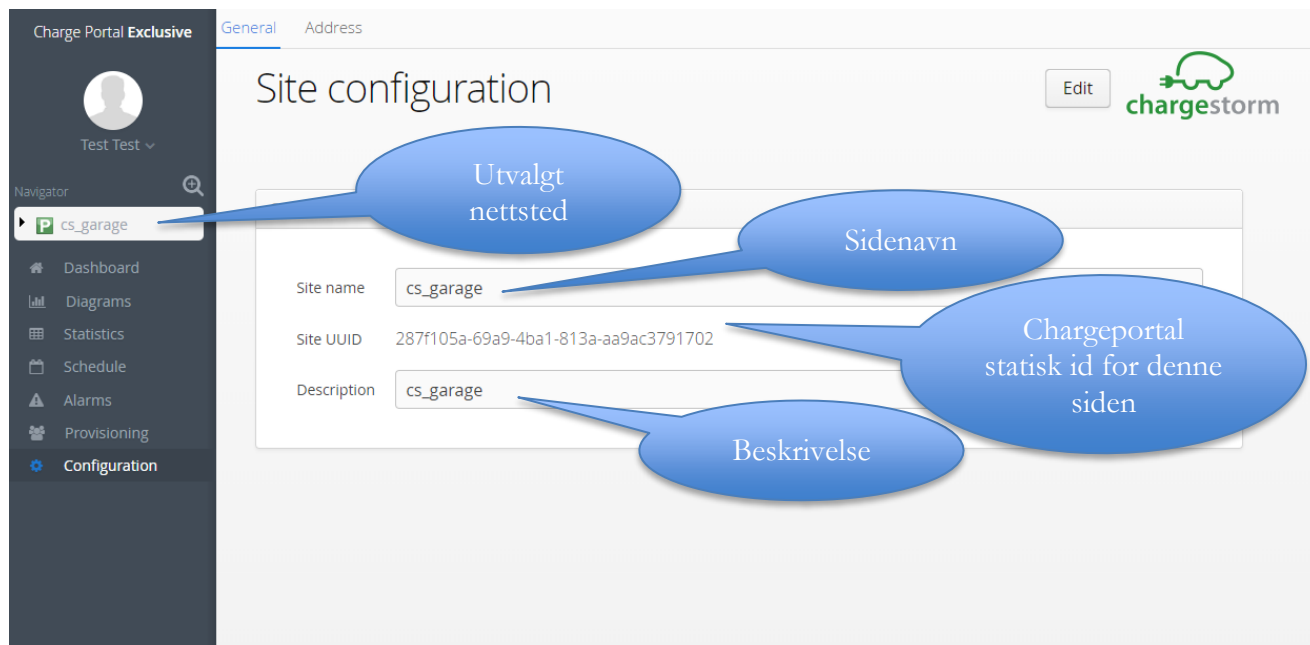 Charge Portal Exclusive
General Address
Site configuration
Edit
chargestorm
Test Test
Navigator
cs_garage
Dashboard
Diagrams
Statistics
Schedule
Alarms
Provisioning
Configuration
Utvalgt
nettsted
Sidenavn
Site name cs_garage
Site UUID 287f105a-69a9-4ba1-813a-aa9ac3791702
Chargeportal
statisk id for denne
siden
Description cs_garage
Beskrivelse